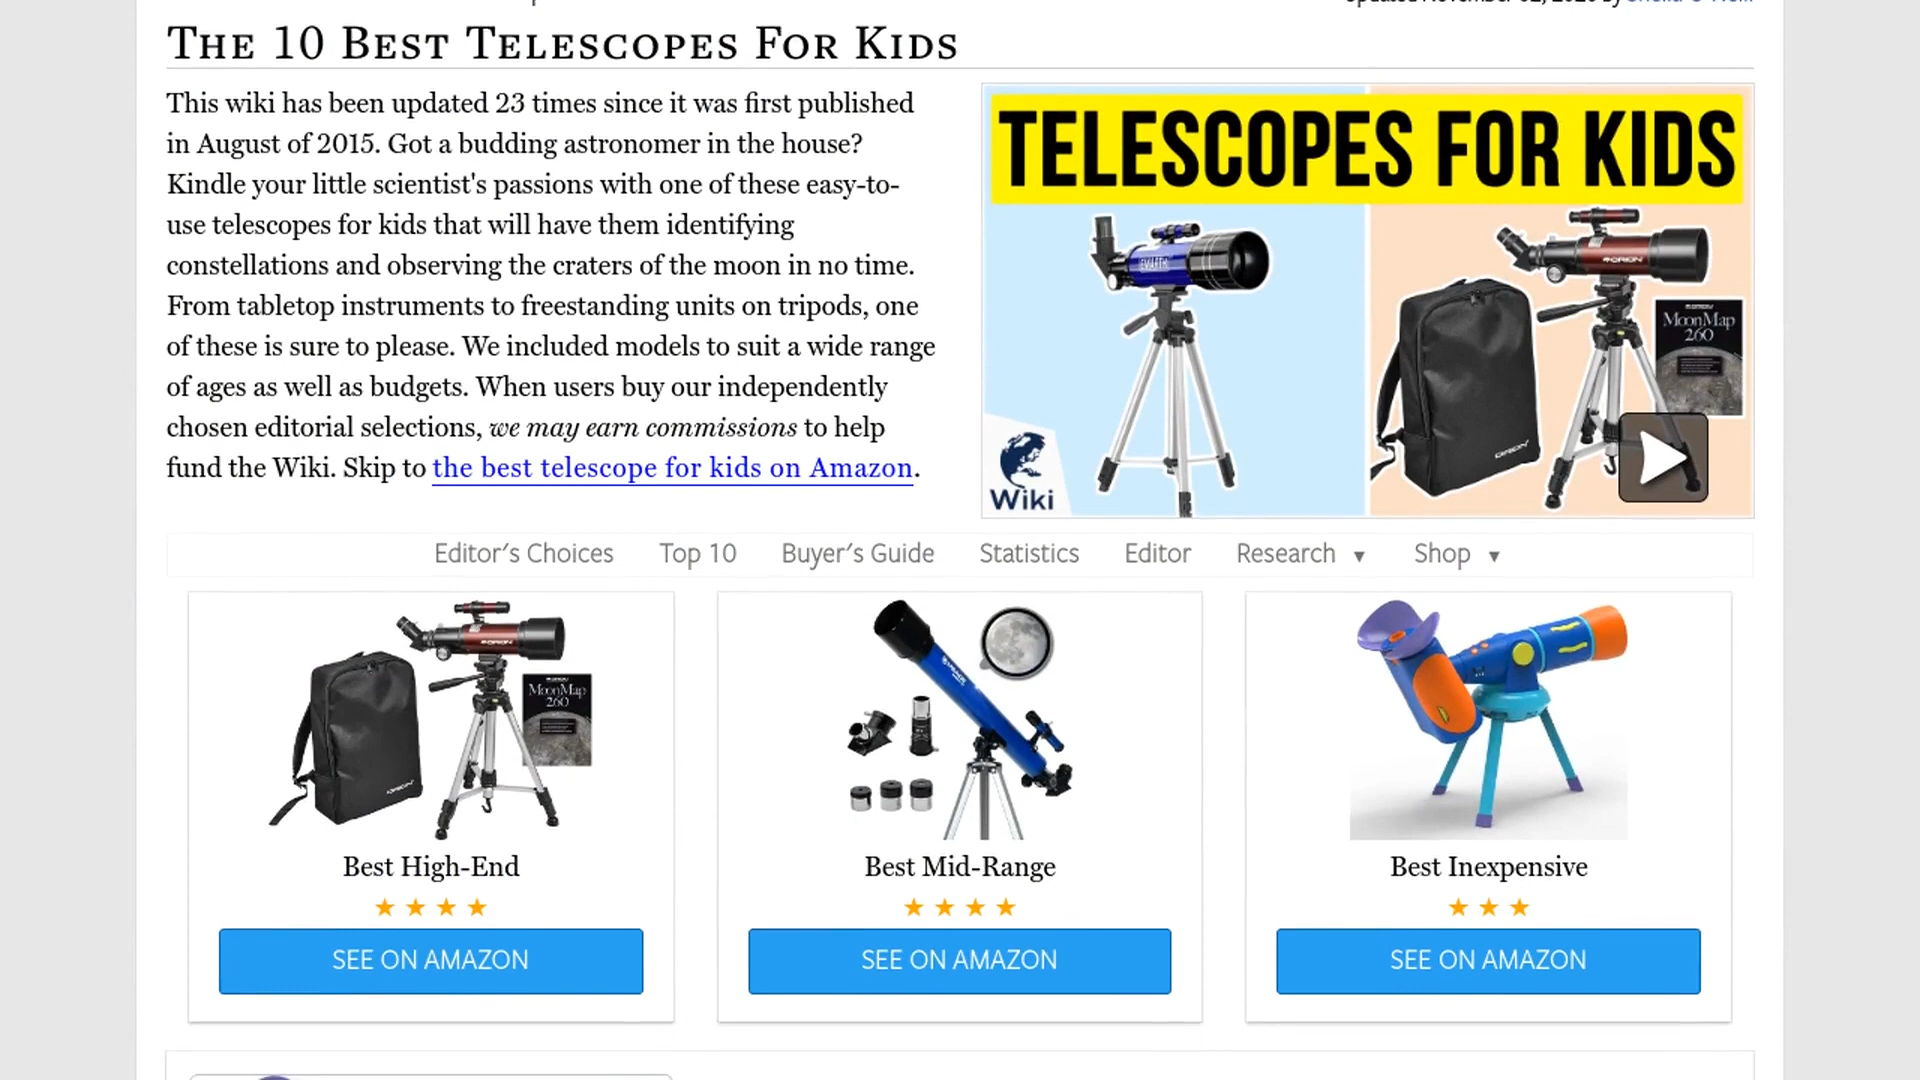 The 10 Best Telescopes For Kids
This wiki has been updated 23 times since it was first published
in August of 2015. Got a budding astronomer in the house?
Kindle your little scientist's passions with one of these easy-to-
use telescopes for kids that will have them identifying
constellations and observing the craters of the moon in no time.
From tabletop instruments to freestanding units on tripods, one
of these is sure to please. We included models to suit a wide range
of ages as well as budgets. When users buy our independently
chosen editorial selections, we may earn commissions to help
fund the Wiki. Skip to the best telescope for kids on Amazon.
TELESCOPES FOR KIDS
ORION
MoonMap
260
ORION
Wiki
Editor's Choices Top 10 Buyer's Guide Statistics Editor Research ▼ Shop ▼
ORION
MoonMap
260
ORION
Best High-End
★ ★ ★ ★
SEE ON AMAZON
Best Mid-Range
★ ★ ★ ★
SEE ON AMAZON
Best Inexpensive
★ ★ ★
SEE ON AMAZON